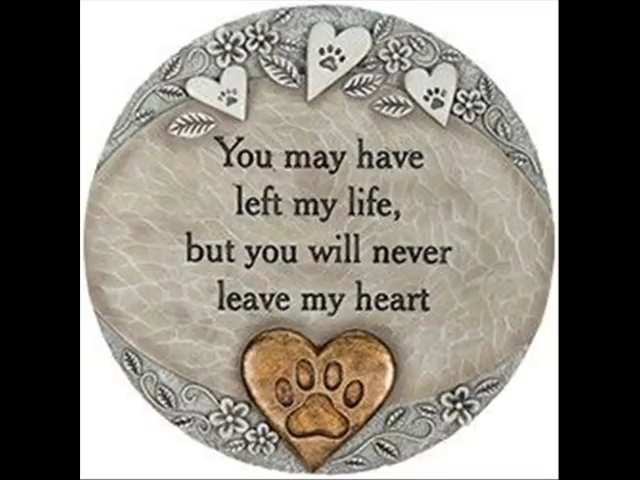 You may have
left my life,
but you will never
leave my heart